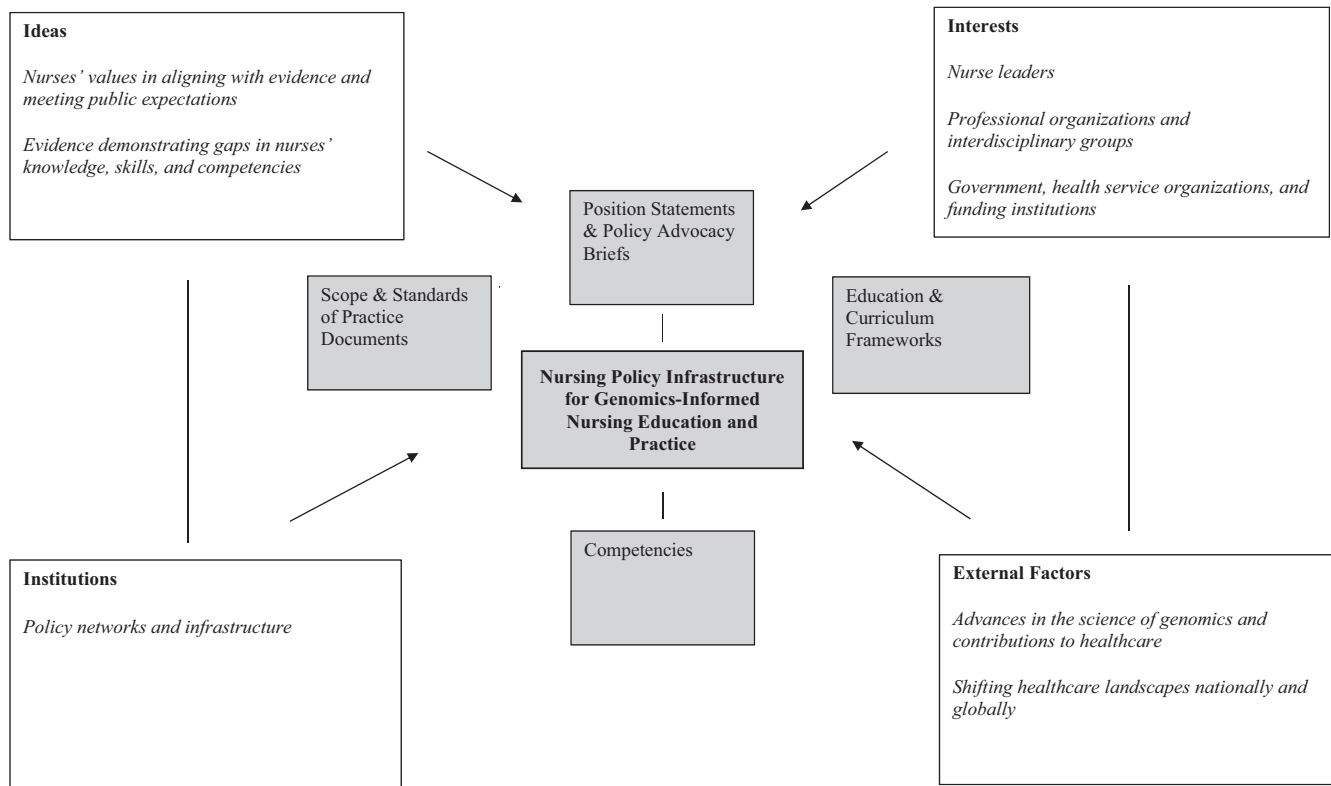 Ideas
Nurses’ values in aligning with evidence and
meeting public expectations
Evidence demonstrating gaps in nurses’
knowledge, skills, and competencies
Interests
Nurse leaders
Professional organizations and
interdisciplinary groups
Government, health service organizations, and
funding institutions
Position Statements
& Policy Advocacy
Briefs
Scope & Standards
of Practice
Documents
Education &
Curriculum
Frameworks
Nursing Policy Infrastructure
for Genomics-Informed
Nursing Education and
Practice
Competencies
Institutions
Policy networks and infrastructure
External Factors
Advances in the science of genomics and
contributions to healthcare
Shifting healthcare landscapes nationally and
globally